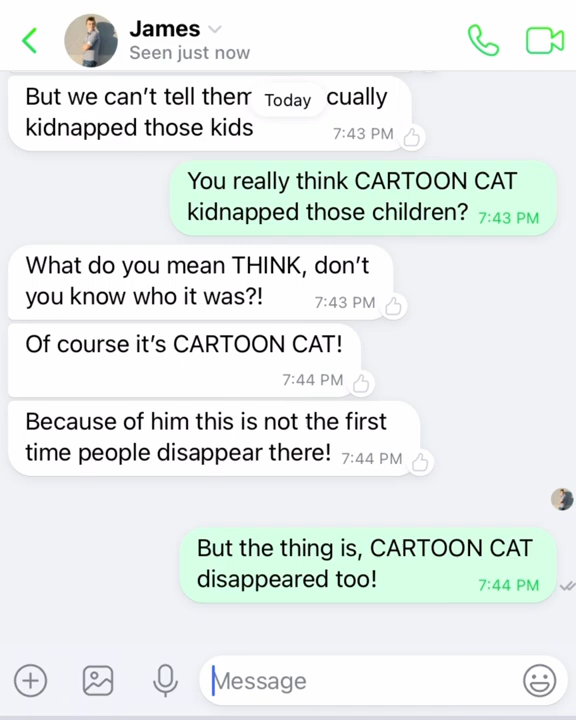 James
Seen just now
But we can't tell them
Today
cually
kidnapped those kids
7:43 PM
You really think CARTOON CAT
kidnapped those children? 7:43 PM
What do you mean THINK, don't
you know who it was?!
7:43 PM
Of course it's CARTOON CAT!
7:44 PM
Because of him this is not the first
time people disappear there! 7:44 PM
But the thing is, CARTOON CAT
disappeared too!
7:44 PM
Message